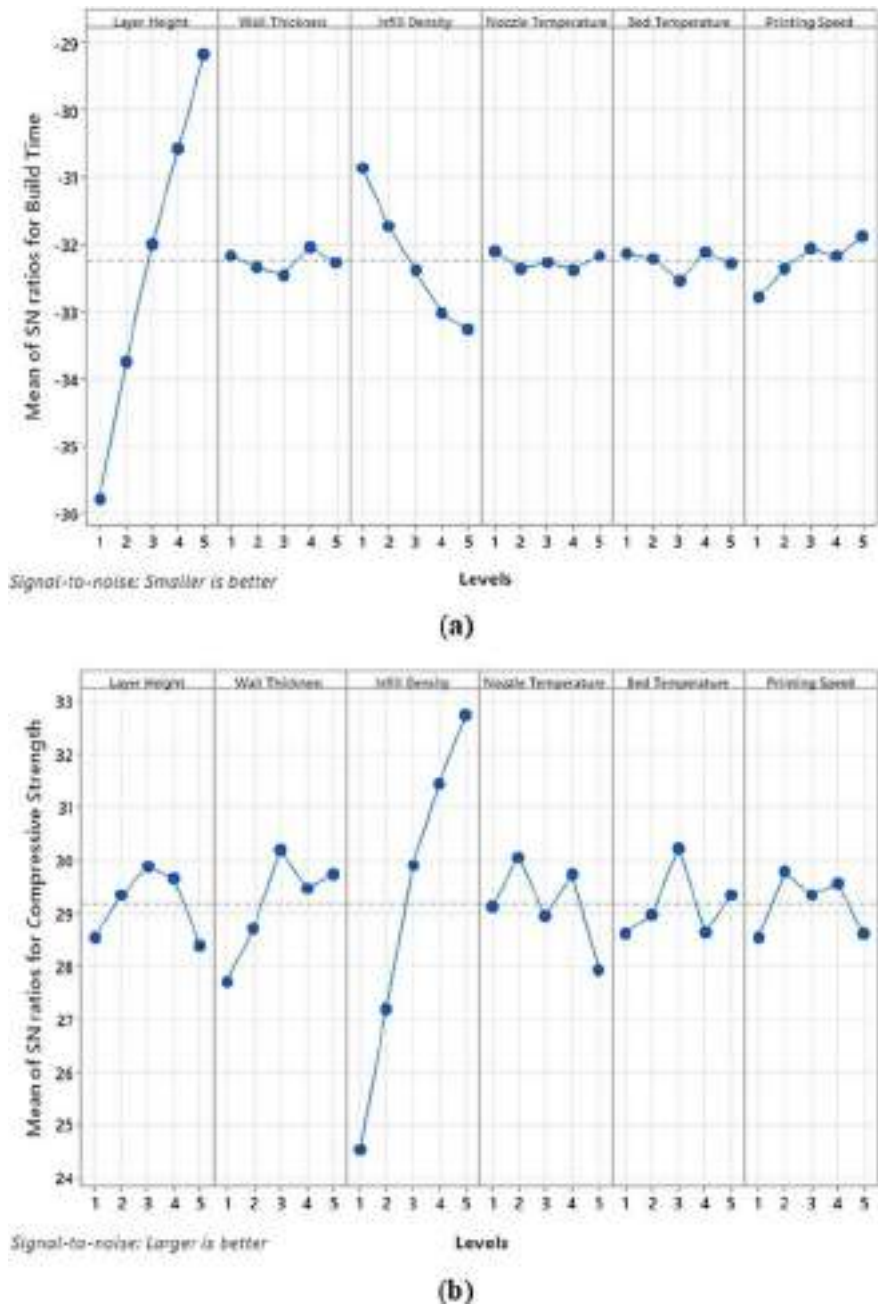 Layer Height Wall Thickness Infill Density Nozzle Temperature Bed Temperature Printing Speed
Mean of SN ratios for Build Time
-29
-30
-31
-32
-33
-34
-35
-36
1 2 3 4 5 1 2 3 4 5 1 2 3 4 5 1 2 3 4 5 1 2 3 4 5 1 2 3 4 5
Signal-to-noise: Smaller is better
Levels
(a)
Layer Height Wall Thickness Infill Density Nozzle Temperature Bed Temperature Printing Speed
Mean of SN ratios for Compressive Strength
33
32
31
30
29
28
27
26
25
24
1 2 3 4 5 1 2 3 4 5 1 2 3 4 5 1 2 3 4 5 1 2 3 4 5 1 2 3 4 5
Signal-to-noise: Larger is better
Levels
(b)